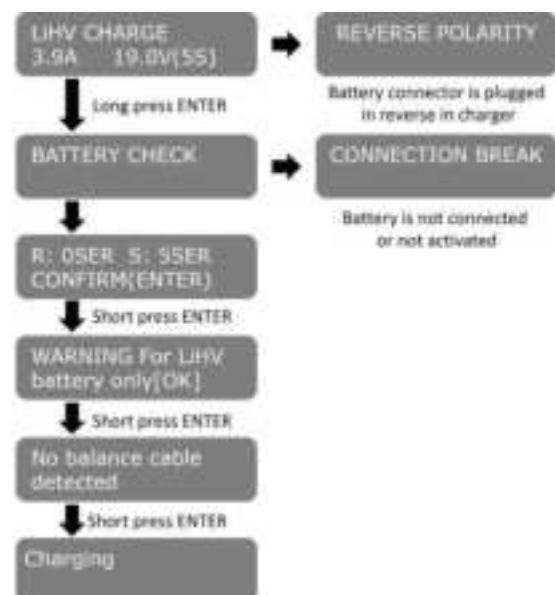 LiHV CHARGE
3.9A 19.0V(5S)
REVERSE POLARITY
Long press ENTER
Battery connector is plugged
in reverse in charger
BATTERY CHECK
CONNECTION BREAK
Battery is not connected
or not activated
R: 0SER S: 5SER
CONFIRM(ENTER)
Short press ENTER
WARNING For LiHV
battery only[OK]
Short press ENTER
No balance cable
detected
Short press ENTER
Charging